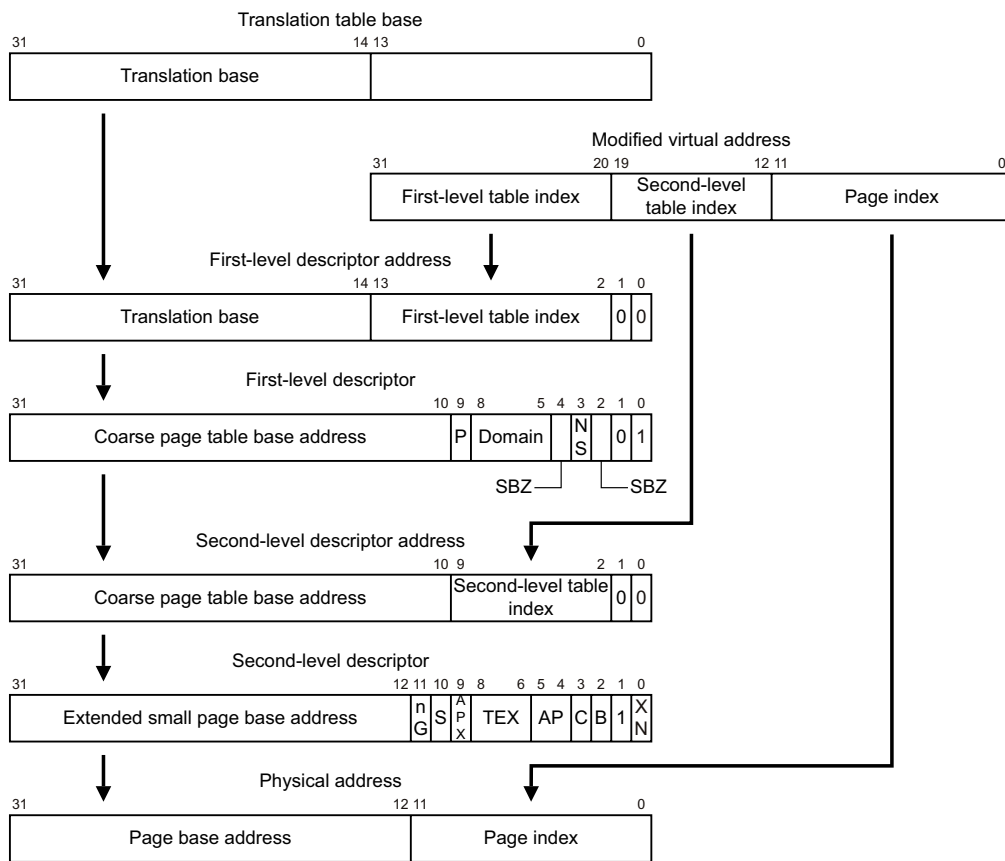 Translation table base
31 14 13 0
Translation base
Modified virtual address
31 20 19 12 11 0
First-level table index Second-level table index Page index
First-level descriptor address
31 14 13 2 1 0
Translation base First-level table index 0 0
First-level descriptor
31 10 9 8 5 4 3 2 1 0
Coarse page table base address P Domain NS 0 1
SBZ SBZ
Second-level descriptor address
31 10 9 2 1 0
Coarse page table base address Second-level table index 0 0
Second-level descriptor
31 12 11 10 9 8 6 5 4 3 2 1 0
Extended small page base address nG S APX TEX AP C B 1 XN
Physical address
31 12 11 0
Page base address Page index